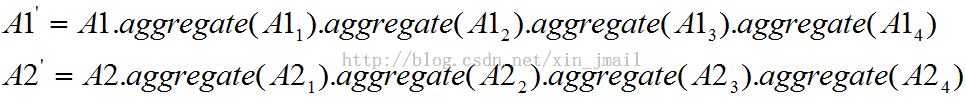 A1' = A1.aggregate(A1₁).aggregate(A1₂).aggregate(A1₃).aggregate(A1₄)
http://blog.csdn.net/xin_jmail
A2' = A2.aggregate(A2₁).aggregate(A2₂).aggregate(A2₃).aggregate(A2₄)